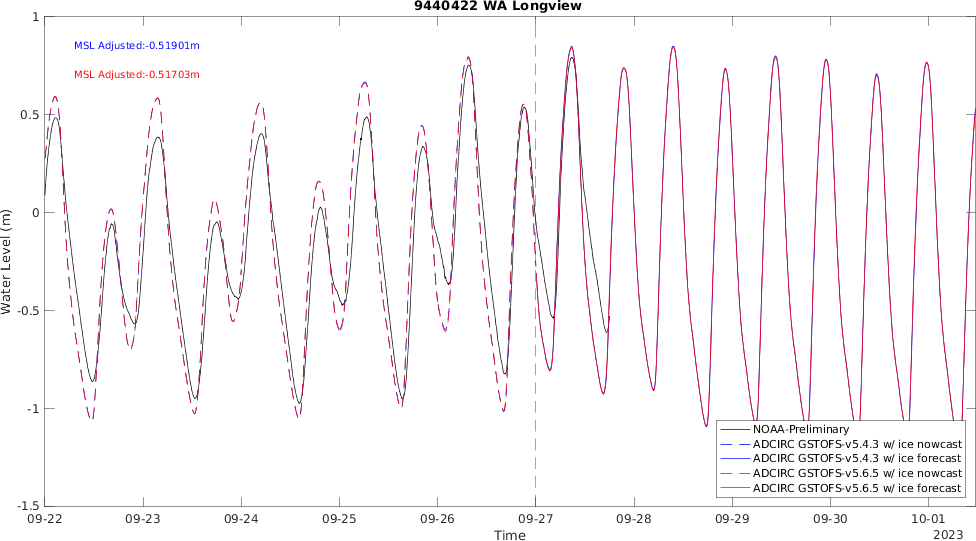 9440422 WA Longview
MSL Adjusted:-0.51901m
MSL Adjusted:-0.51703m
Water Level (m)
1
0.5
0
-0.5
-1
-1.5
NOAA-Preliminary
ADCIRC GSTOFS-v5.4.3 w/ ice nowcast
ADCIRC GSTOFS-v5.4.3 w/ ice forecast
ADCIRC GSTOFS-v5.6.5 w/ ice nowcast
ADCIRC GSTOFS-v5.6.5 w/ ice forecast
09-22 09-23 09-24 09-25 09-26 09-27 09-28 09-29 09-30 10-01
Time
2023